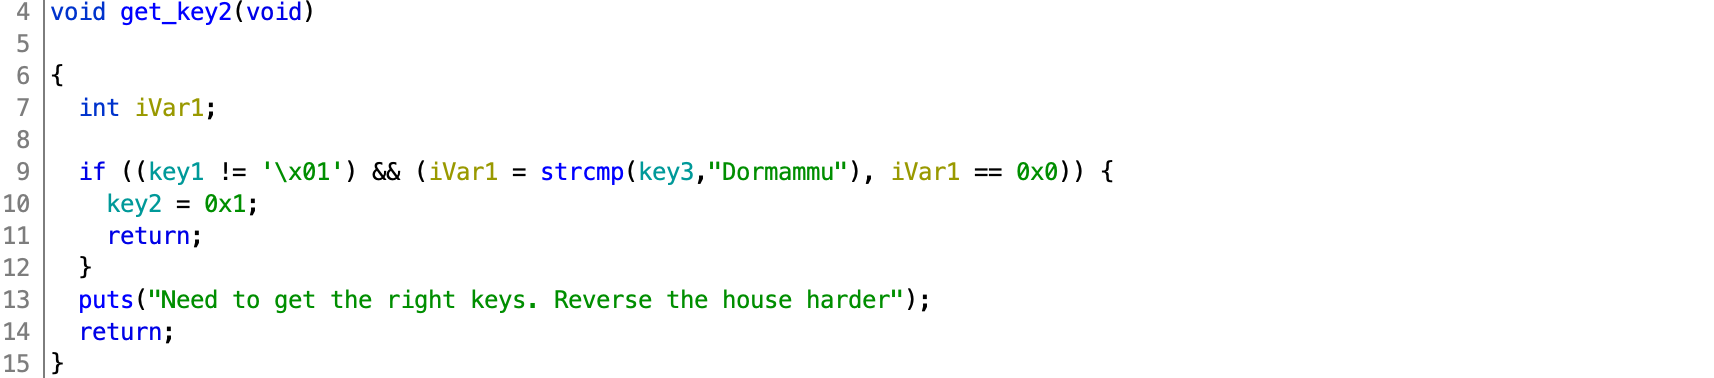 4 void get_key2(void)
5
6 {
7 int iVar1;
8
9 if ((key1 != '\x01') && (iVar1 = strcmp(key3,"Dormammu"), iVar1 == 0x0)) {
10 key2 = 0x1;
11 return;
12 }
13 puts("Need to get the right keys. Reverse the house harder");
14 return;
15 }